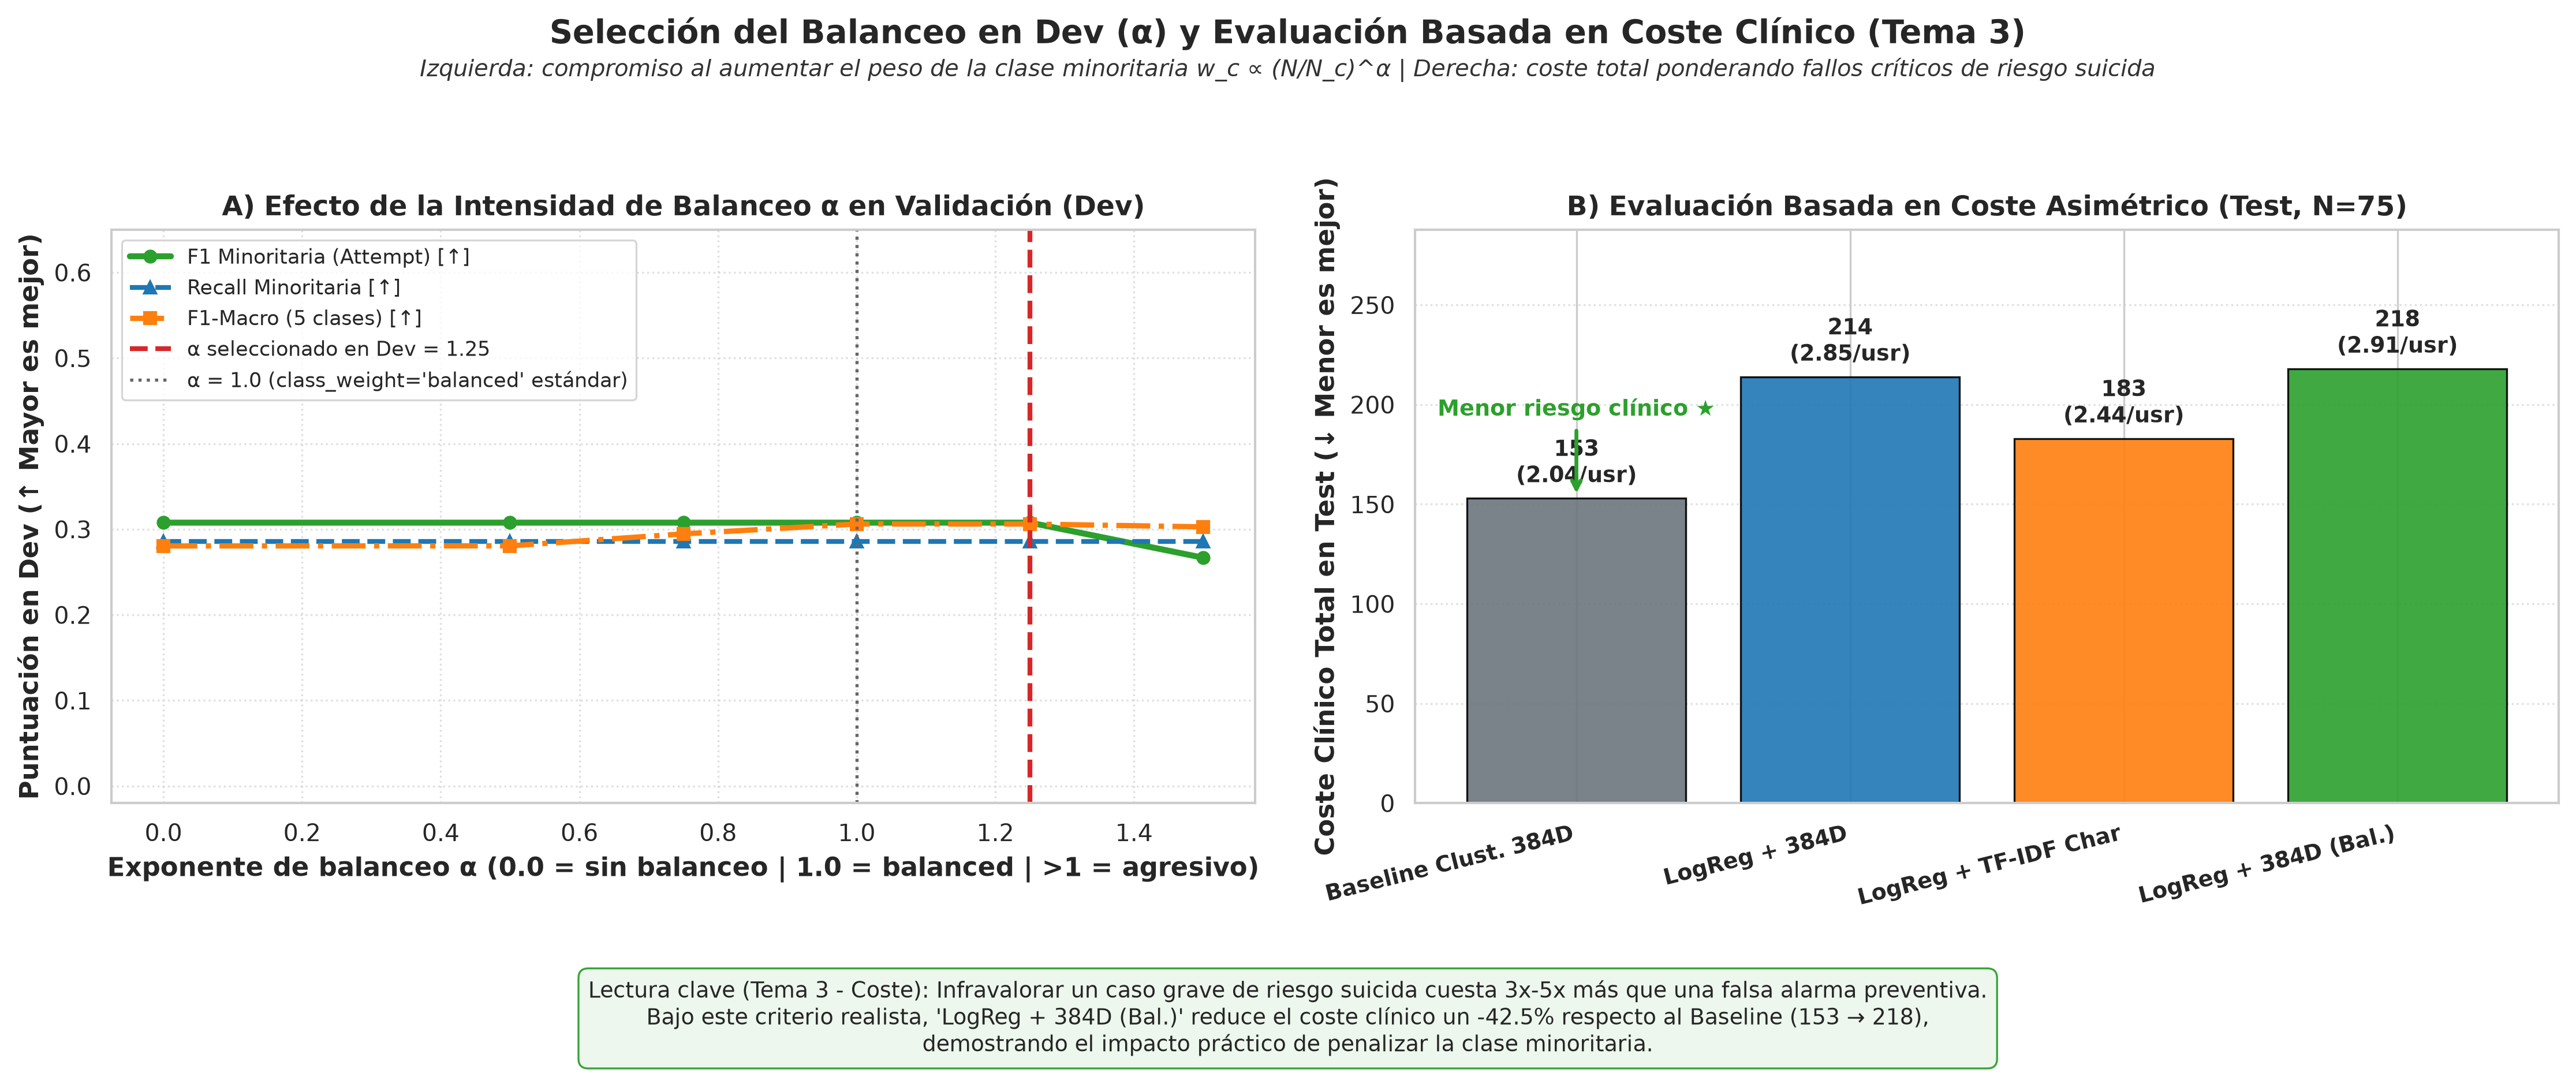 Selección del Balanceo en Dev (α) y Evaluación Basada en Coste Clínico (Tema 3)
Izquierda: compromiso al aumentar el peso de la clase minoritaria w_c ∝ (N/N_c)^α | Derecha: coste total ponderando fallos críticos de riesgo suicida
A) Efecto de la Intensidad de Balanceo α en Validación (Dev)
Puntuación en Dev (↑ Mayor es mejor)
0.6
0.5
0.4
0.3
0.2
0.1
0.0
F1 Minoritaria (Attempt) [↑]
Recall Minoritaria [↑]
F1-Macro (5 clases) [↑]
α seleccionado en Dev = 1.25
α = 1.0 (class_weight='balanced' estándar)
0.0 0.2 0.4 0.6 0.8 1.0 1.2 1.4
Exponente de balanceo α (0.0 = sin balanceo | 1.0 = balanced | >1 = agresivo)
B) Evaluación Basada en Coste Asimétrico (Test, N=75)
Coste Clínico Total en Test (↓ Menor es mejor)
250
200
150
100
50
0
Menor riesgo clínico ★
153
(2.04/usr)
214
(2.85/usr)
183
(2.44/usr)
218
(2.91/usr)
Baseline Clust. 384D
LogReg + 384D
LogReg + TF-IDF Char
LogReg + 384D (Bal.)
Lectura clave (Tema 3 - Coste): Infravalorar un caso grave de riesgo suicida cuesta 3x-5x más que una falsa alarma preventiva.
Bajo este criterio realista, 'LogReg + 384D (Bal.)' reduce el coste clínico un -42.5% respecto al Baseline (153 → 218),
demostrando el impacto práctico de penalizar la clase minoritaria.